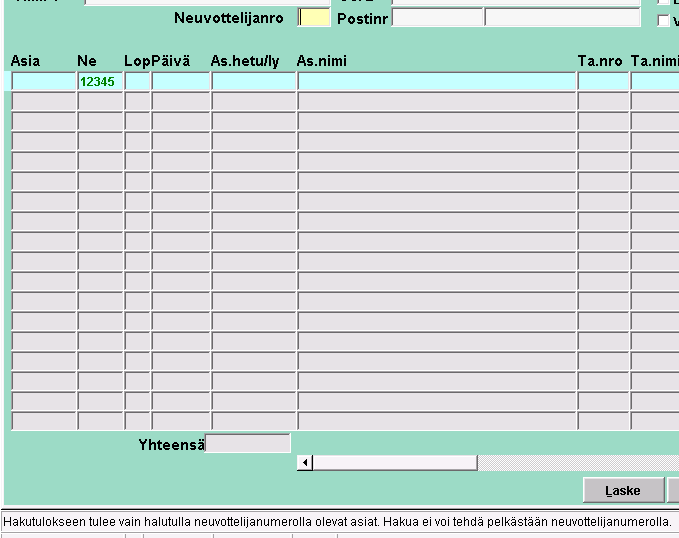 Neuvottelijanro Postinr
Asia Ne Lop Päivä As.hetu/ly As.nimi Ta.nro Ta.nimi
12345
Yhteensä
Laske
Hakutulokseen tulee vain halutulla neuvottelijanumerolla olevat asiat. Hakua ei voi tehdä pelkästään neuvottelijanumerolla.